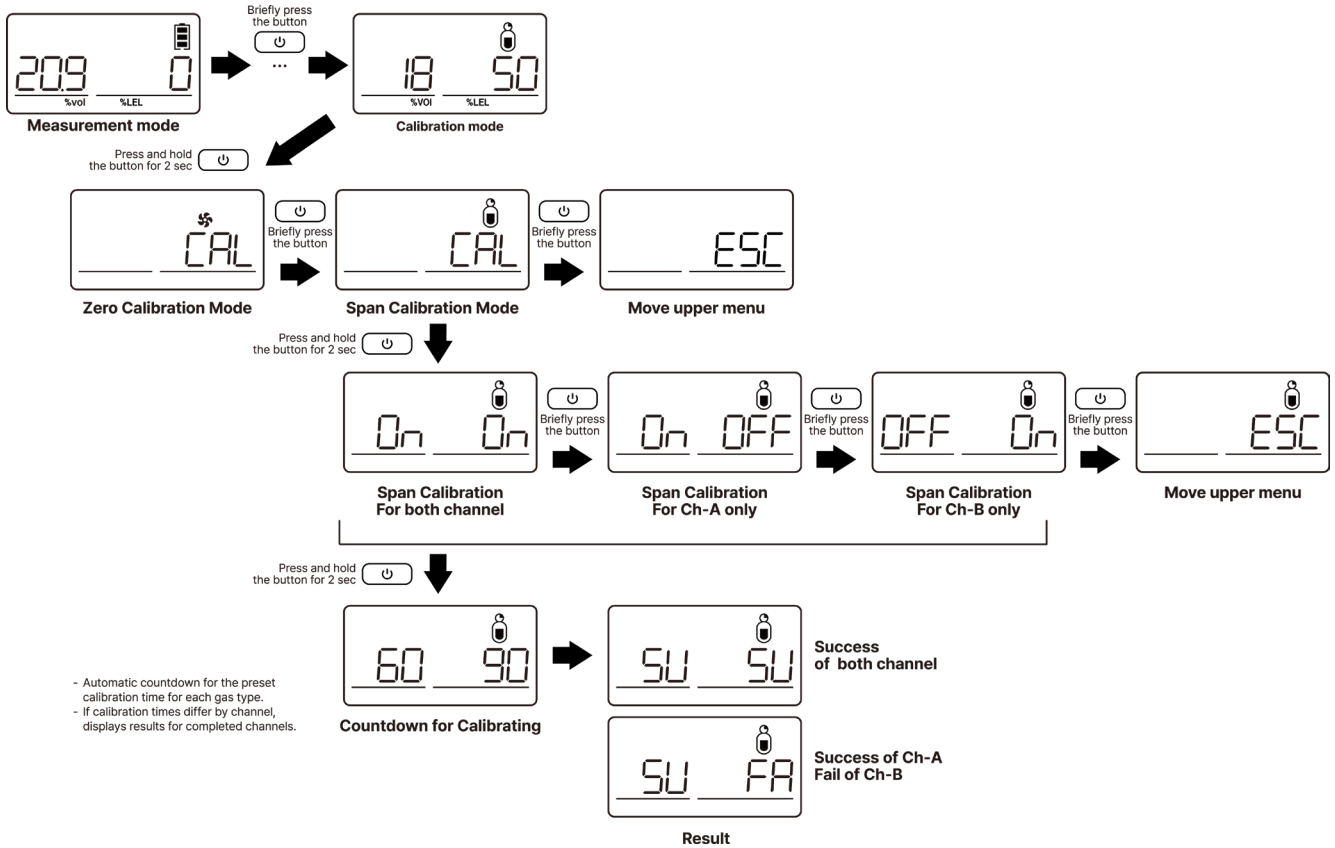 Briefly press
the button
...
20.9
0
%vol
%LEL
Measurement mode
18
50
%VOl
%LEL
Calibration mode
Press and hold
the button for 2 sec
CAL
Zero Calibration Mode
Briefly press
the button
CAL
Span Calibration Mode
Briefly press
the button
ESC
Move upper menu
Press and hold
the button for 2 sec
On
On
Span Calibration
For both channel
Briefly press
the button
On
OFF
Span Calibration
For Ch-A only
Briefly press
the button
OFF
On
Span Calibration
For Ch-B only
Briefly press
the button
ESC
Move upper menu
Press and hold
the button for 2 sec
60
90
Countdown for Calibrating
- Automatic countdown for the preset
calibration time for each gas type.
- If calibration times differ by channel,
displays results for completed channels.
SU
SU
Success
of both channel
SU
FA
Success of Ch-A
Fail of Ch-B
Result